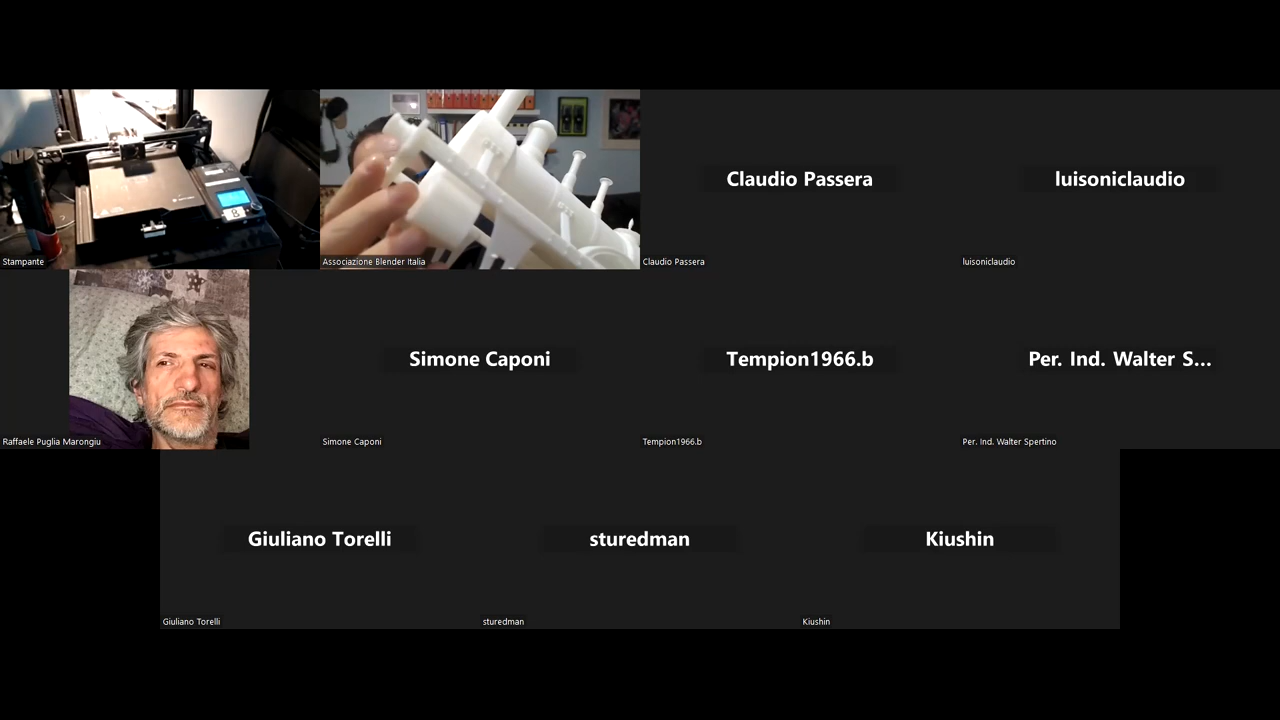 Stampante
Associazione Blender Italia
Claudio Passera
Claudio Passera
luisoniclaudio
luisoniclaudio
Raffaele Puglia Marongiu
Simone Caponi
Simone Caponi
Tempion1966.b
Tempion1966.b
Per. Ind. Walter S...
Per. Ind. Walter Spertino
Giuliano Torelli
Giuliano Torelli
sturedman
sturedman
Kiushin
Kiushin